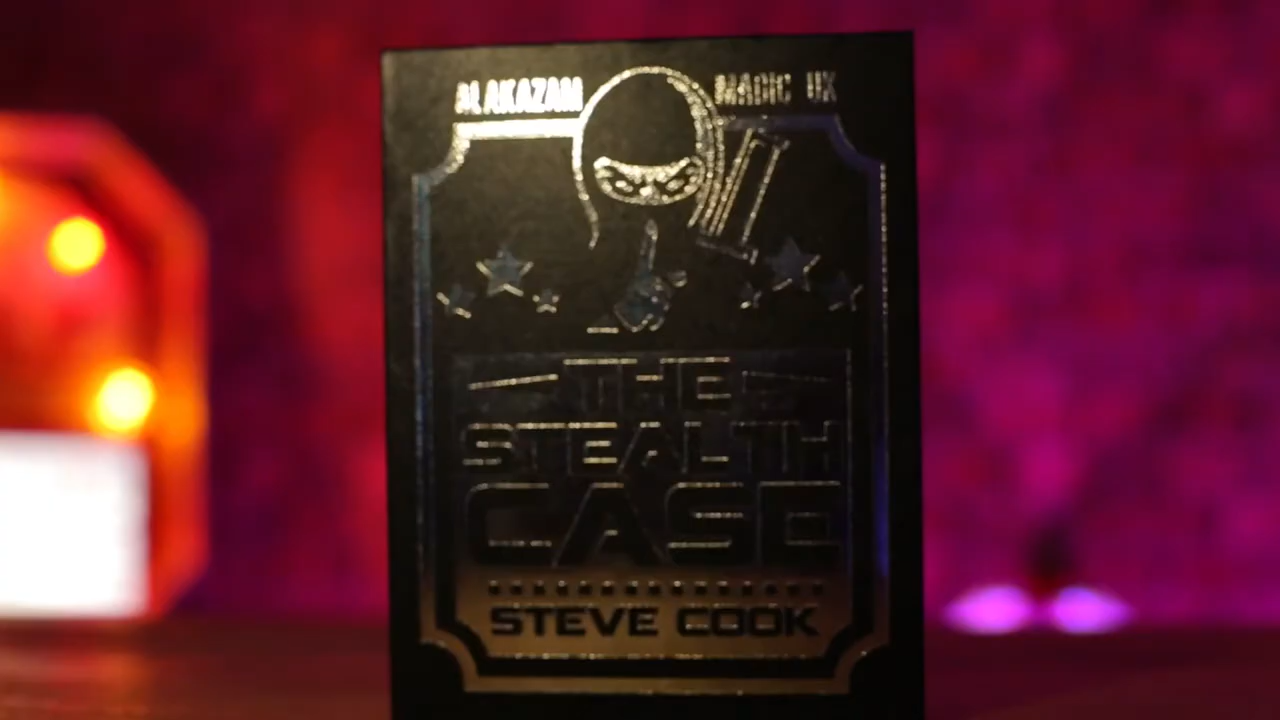 ALAKAZAM MAGIC UK
THE
STEALTH
CASE
STEVE COOK